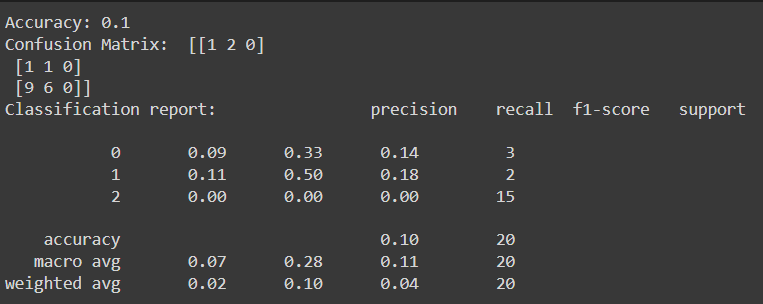 Accuracy: 0.1
Confusion Matrix:  [[1 2 0]
 [1 1 0]
 [9 6 0]]
Classification report:               precision    recall  f1-score   support

           0       0.09      0.33      0.14         3
           1       0.11      0.50      0.18         2
           2       0.00      0.00      0.00        15

    accuracy                           0.10        20
   macro avg       0.07      0.28      0.11        20
weighted avg       0.02      0.10      0.04        20